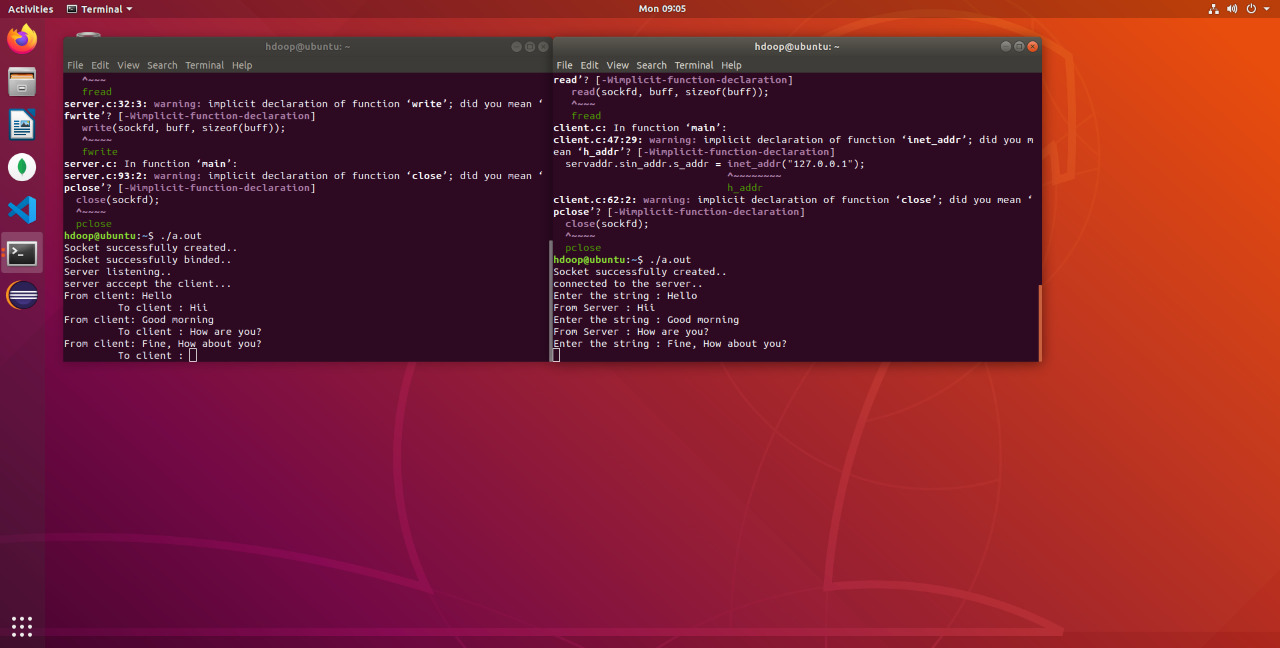 Activities Terminal Mon 09:05
hdoop@ubuntu: ~
File Edit View Search Terminal Help
^~~~
fread
server.c:32:3: warning: implicit declaration of function ‘write’; did you mean ‘
fwrite’? [-Wimplicit-function-declaration]
write(sockfd, buff, sizeof(buff));
^~~~~
fwrite
server.c: In function ‘main’:
server.c:93:2: warning: implicit declaration of function ‘close’; did you mean ‘
pclose’? [-Wimplicit-function-declaration]
close(sockfd);
^~~~~
pclose
hdoop@ubuntu:~$ ./a.out
Socket successfully created..
Socket successfully binded..
Server listening..
server acccept the client...
From client: Hello
To client : Hii
From client: Good morning
To client : How are you?
From client: Fine, How about you?
To client :
hdoop@ubuntu: ~
File Edit View Search Terminal Help
read’? [-Wimplicit-function-declaration]
read(sockfd, buff, sizeof(buff));
^~~~
fread
client.c: In function ‘main’:
client.c:47:29: warning: implicit declaration of function ‘inet_addr’; did you m
ean ‘h_addr’? [-Wimplicit-function-declaration]
servaddr.sin_addr.s_addr = inet_addr("127.0.0.1");
^~~~~~~~~
h_addr
client.c:62:2: warning: implicit declaration of function ‘close’; did you mean ‘
pclose’? [-Wimplicit-function-declaration]
close(sockfd);
^~~~~
pclose
hdoop@ubuntu:~$ ./a.out
Socket successfully created..
connected to the server..
Enter the string : Hello
From Server : Hii
Enter the string : Good morning
From Server : How are you?
Enter the string : Fine, How about you?